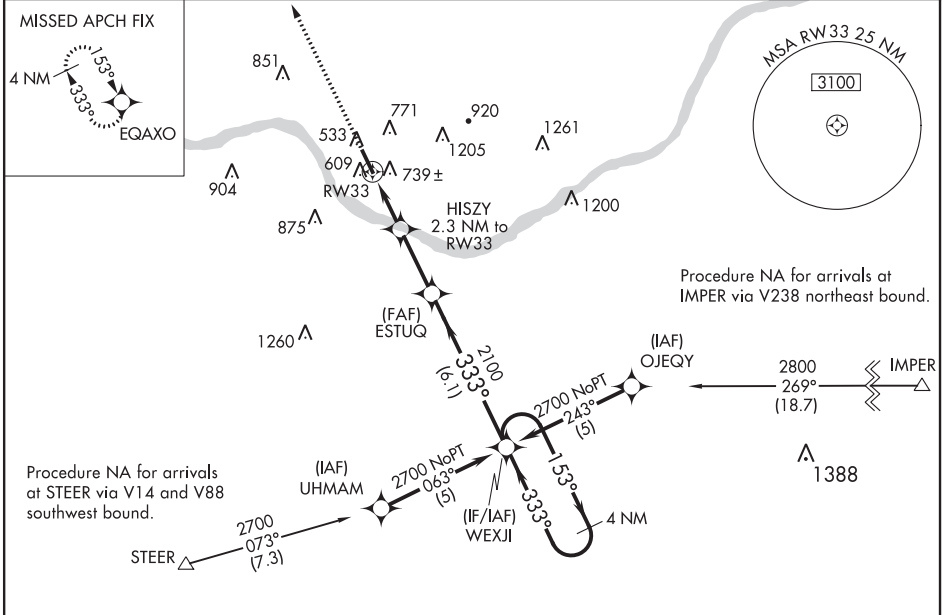 MISSED APCH FIX
4 NM
153°
333°
EQAXO
851
771
920
533
1205
1261
609
739±
RW33
904
875
HISZY
2.3 NM to
RW33
1200
MSA RW33 25 NM
3100
Procedure NA for arrivals at
IMPER via V238 northeast bound.
(FAF)
ESTUQ
1260
2100
333°
(6.1)
(IAF)
OJEQY
2800
269°
(18.7)
IMPER
2700 NoPT
243°
(5)
1388
Procedure NA for arrivals
at STEER via V14 and V88
southwest bound.
(IAF)
UHMAM
2700 NoPT
063°
(5)
153°
333°
4 NM
(IF/IAF)
WEXJI
2700
073°
(7.3)
STEER